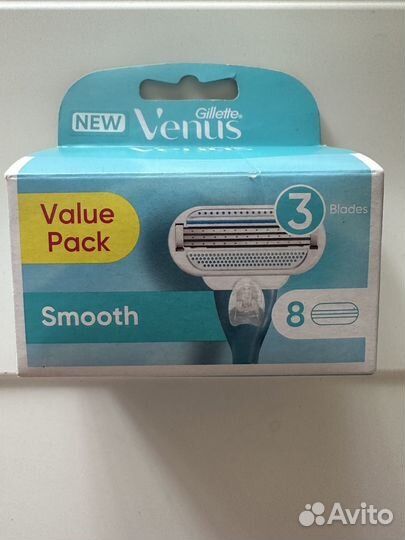 NEW
Gillette
Venus
Value
Pack
3
Blades
Smooth
8
Avito